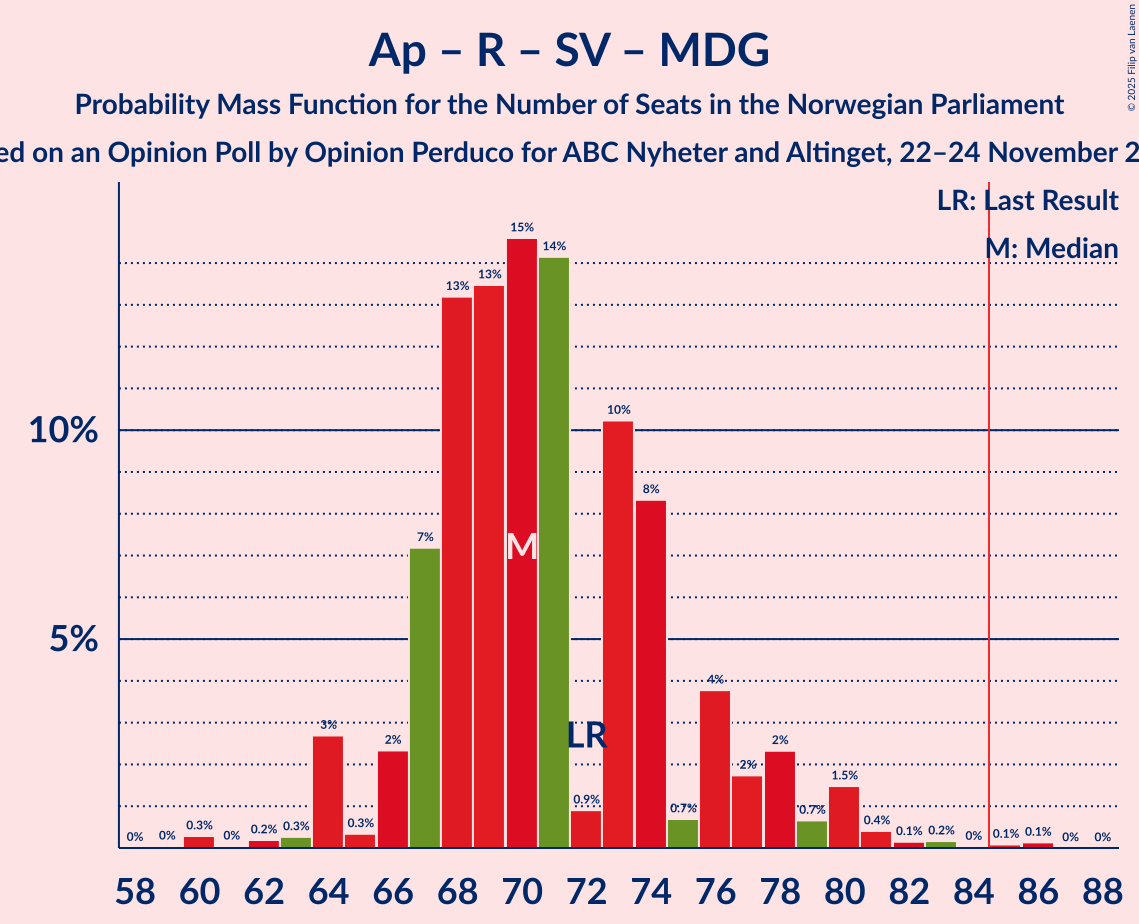 Ap – R – SV – MDG
Probability Mass Function for the Number of Seats in the Norwegian Parliament
ed on an Opinion Poll by Opinion Perduco for ABC Nyheter and Altinget, 22–24 November 2
© 2025 Filip van Laenen
LR: Last Result
M: Median
15%
14%
13%
13%
10%
10%
8%
7%
M
5%
4%
3%
LR
2%
2%
2%
1.5%
0.9%
0.7%
0.7%
0.4%
0% 0% 0.3% 0% 0.2% 0.3% 0.3% 0.1% 0.2% 0% 0.1% 0.1% 0% 0%
58 60 62 64 66 68 70 72 74 76 78 80 82 84 86 88